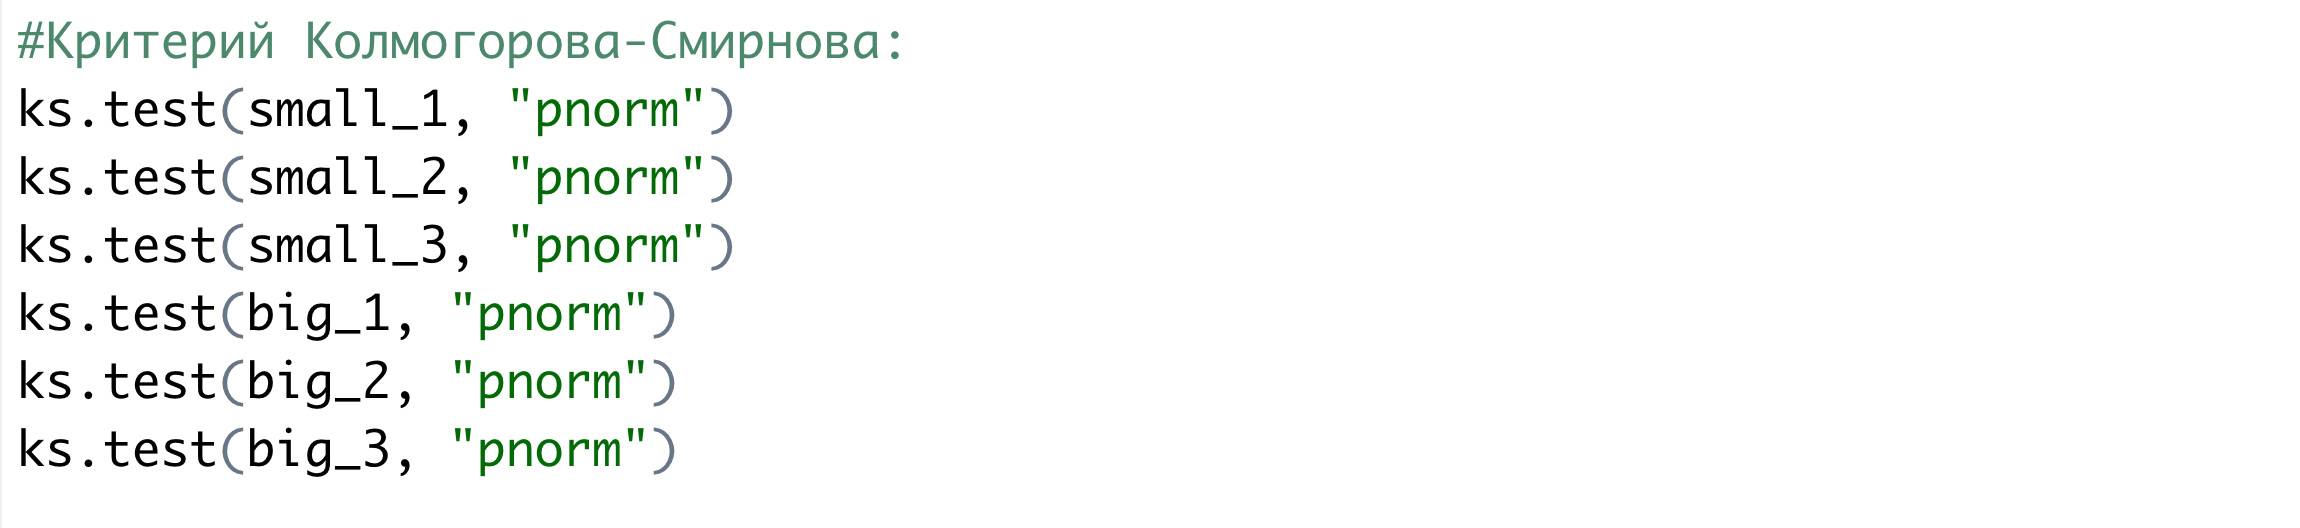 #Критерий Колмогорова-Смирнова:
ks.test(small_1, "pnorm")
ks.test(small_2, "pnorm")
ks.test(small_3, "pnorm")
ks.test(big_1, "pnorm")
ks.test(big_2, "pnorm")
ks.test(big_3, "pnorm")